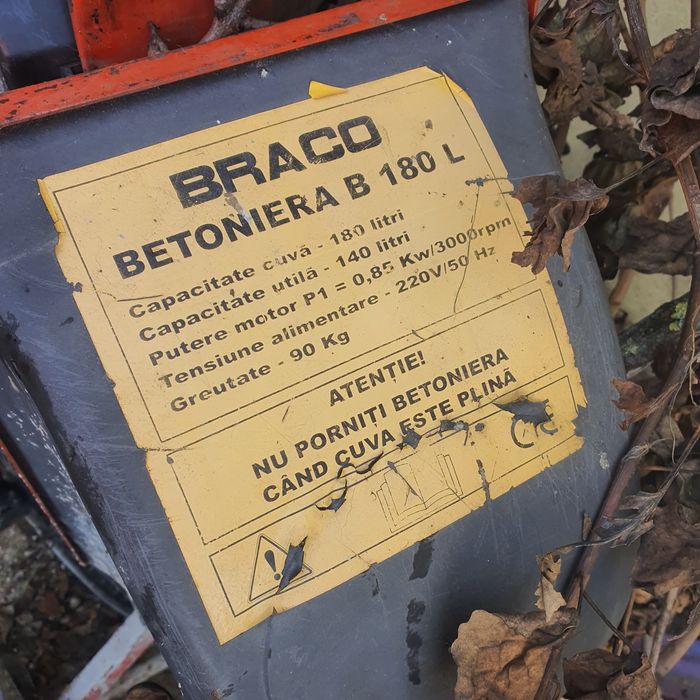 BRACO
BETONIERA B 180 L
Capacitate cuvă - 180 litri
Capacitate utilă - 140 litri
Putere motor P1 = 0,85 Kw/3000rpm
Tensiune alimentare - 220V/50 Hz
Greutate - 90 Kg
ATENȚIE!
NU PORNIȚI BETONIERA
CÂND CUVA ESTE PLINĂ
CE